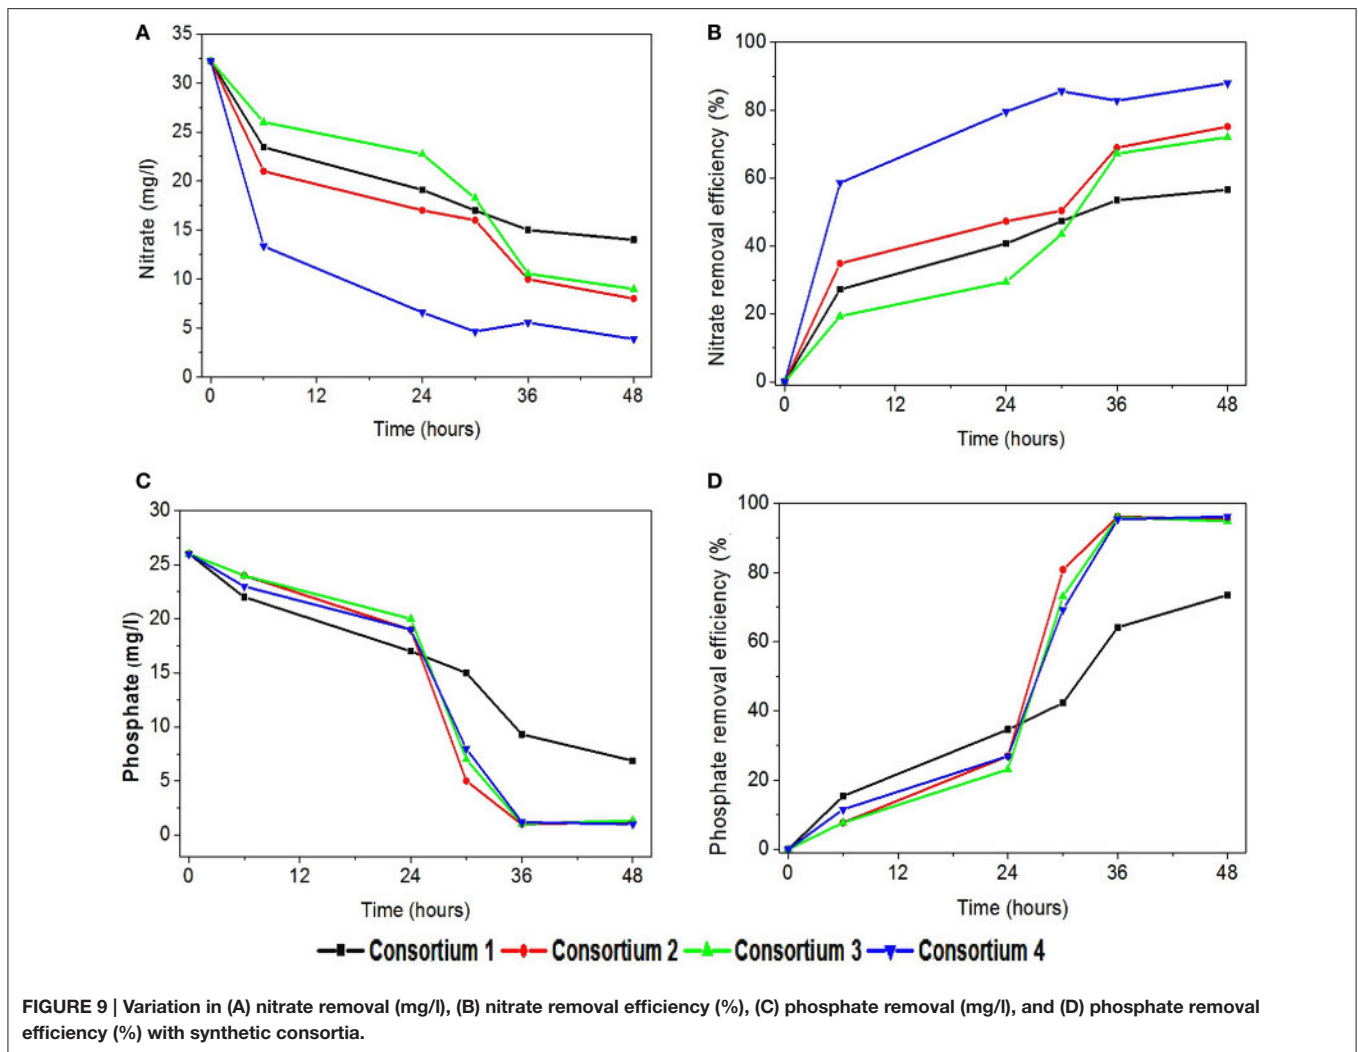 A
35
30
25
20
15
10
5
0
Nitrate (mg/l)
0 12 24 36 48
Time (hours)
B
100
80
60
40
20
0
Nitrate removal efficiency (%)
0 12 24 36 48
Time (hours)
C
30
25
20
15
10
5
0
Phosphate (mg/l)
0 12 24 36 48
Time (hours)
D
100
80
60
40
20
0
Phosphate removal efficiency (%
0 12 24 36 48
Time (hours)
Consortium 1 Consortium 2 Consortium 3 Consortium 4
FIGURE 9 | Variation in (A) nitrate removal (mg/l), (B) nitrate removal efficiency (%), (C) phosphate removal (mg/l), and (D) phosphate removal
efficiency (%) with synthetic consortia.